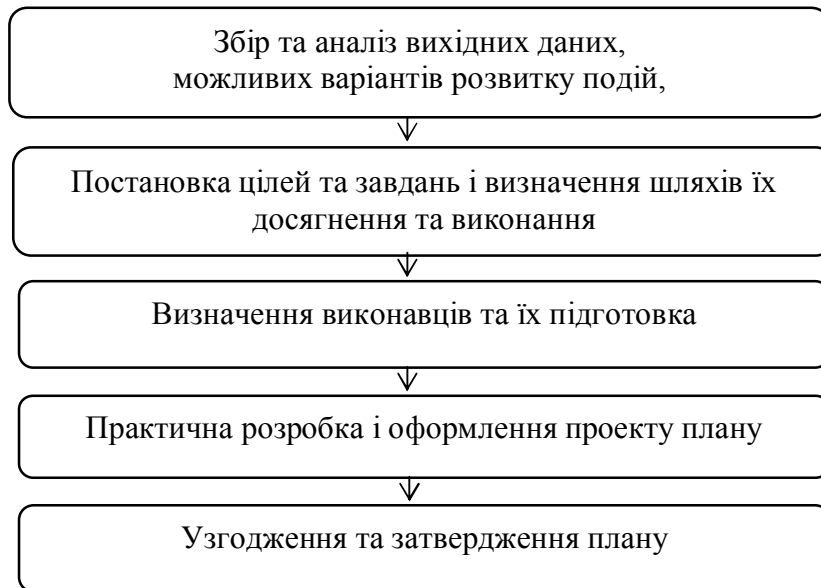 Збір та аналіз вихідних даних,
можливих варіантів розвитку подій,
Постановка цілей та завдань і визначення шляхів їх
досягнення та виконання
Визначення виконавців та їх підготовка
Практична розробка і оформлення проекту плану
Узгодження та затвердження плану